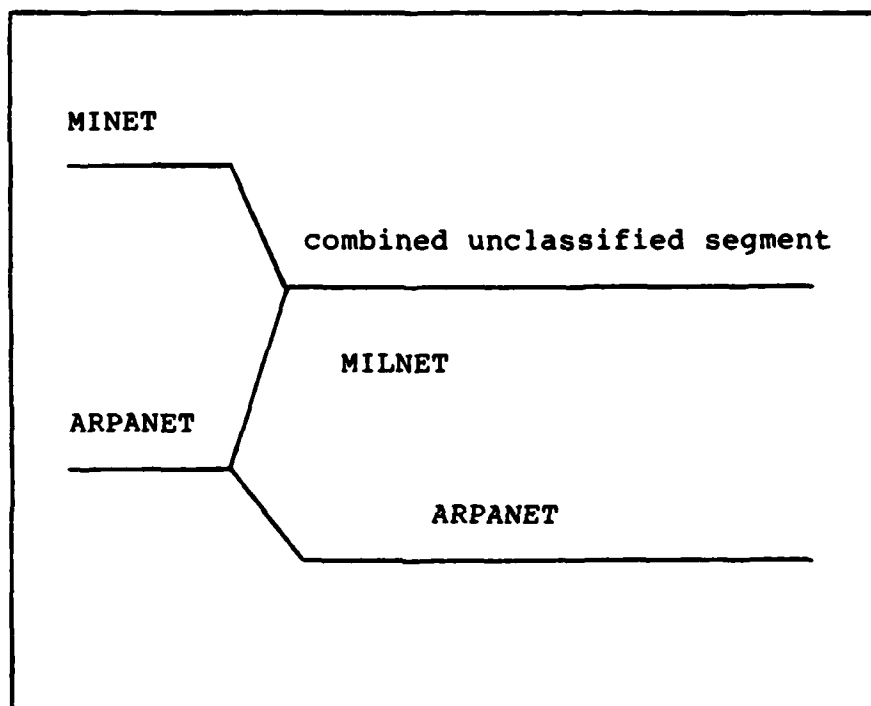 MINET
combined unclassified segment
MILNET
ARPANET
ARPANET